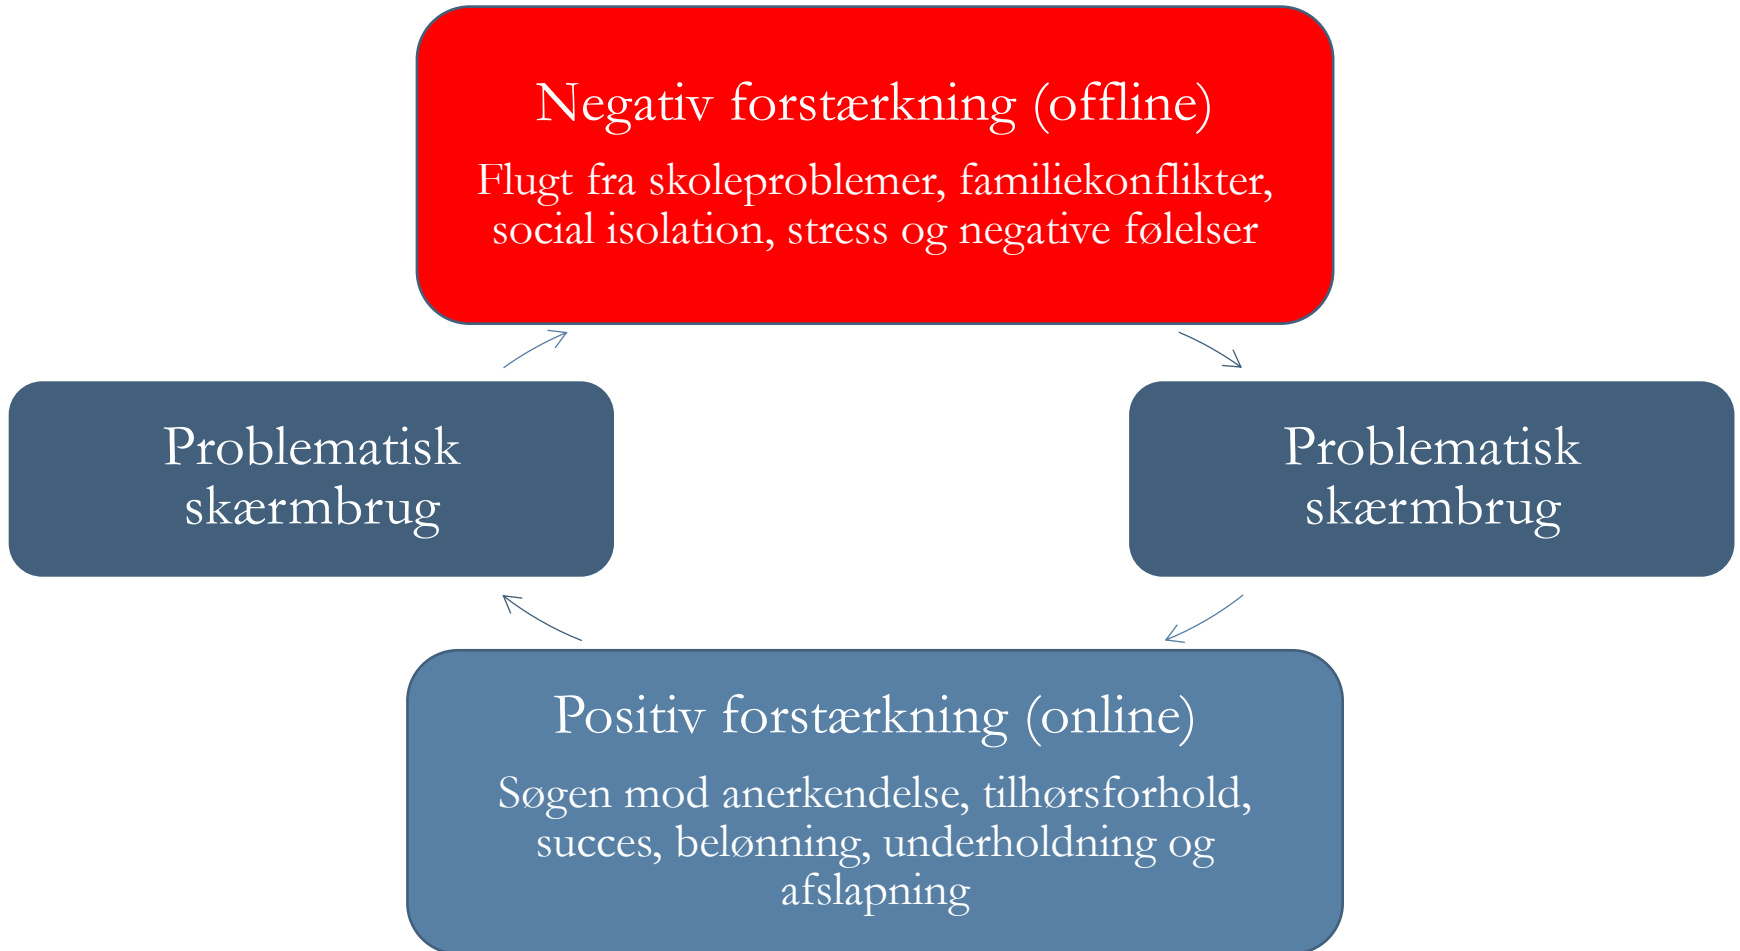 Negativ forstærkning (offline)
Flugt fra skoleproblemer, familiekonflikter,
social isolation, stress og negative følelser
Problematisk
skærmbrug
Problematisk
skærmbrug
Positiv forstærkning (online)
Søgen mod anerkendelse, tilhørsforhold,
succes, belønning, underholdning og
afslapning